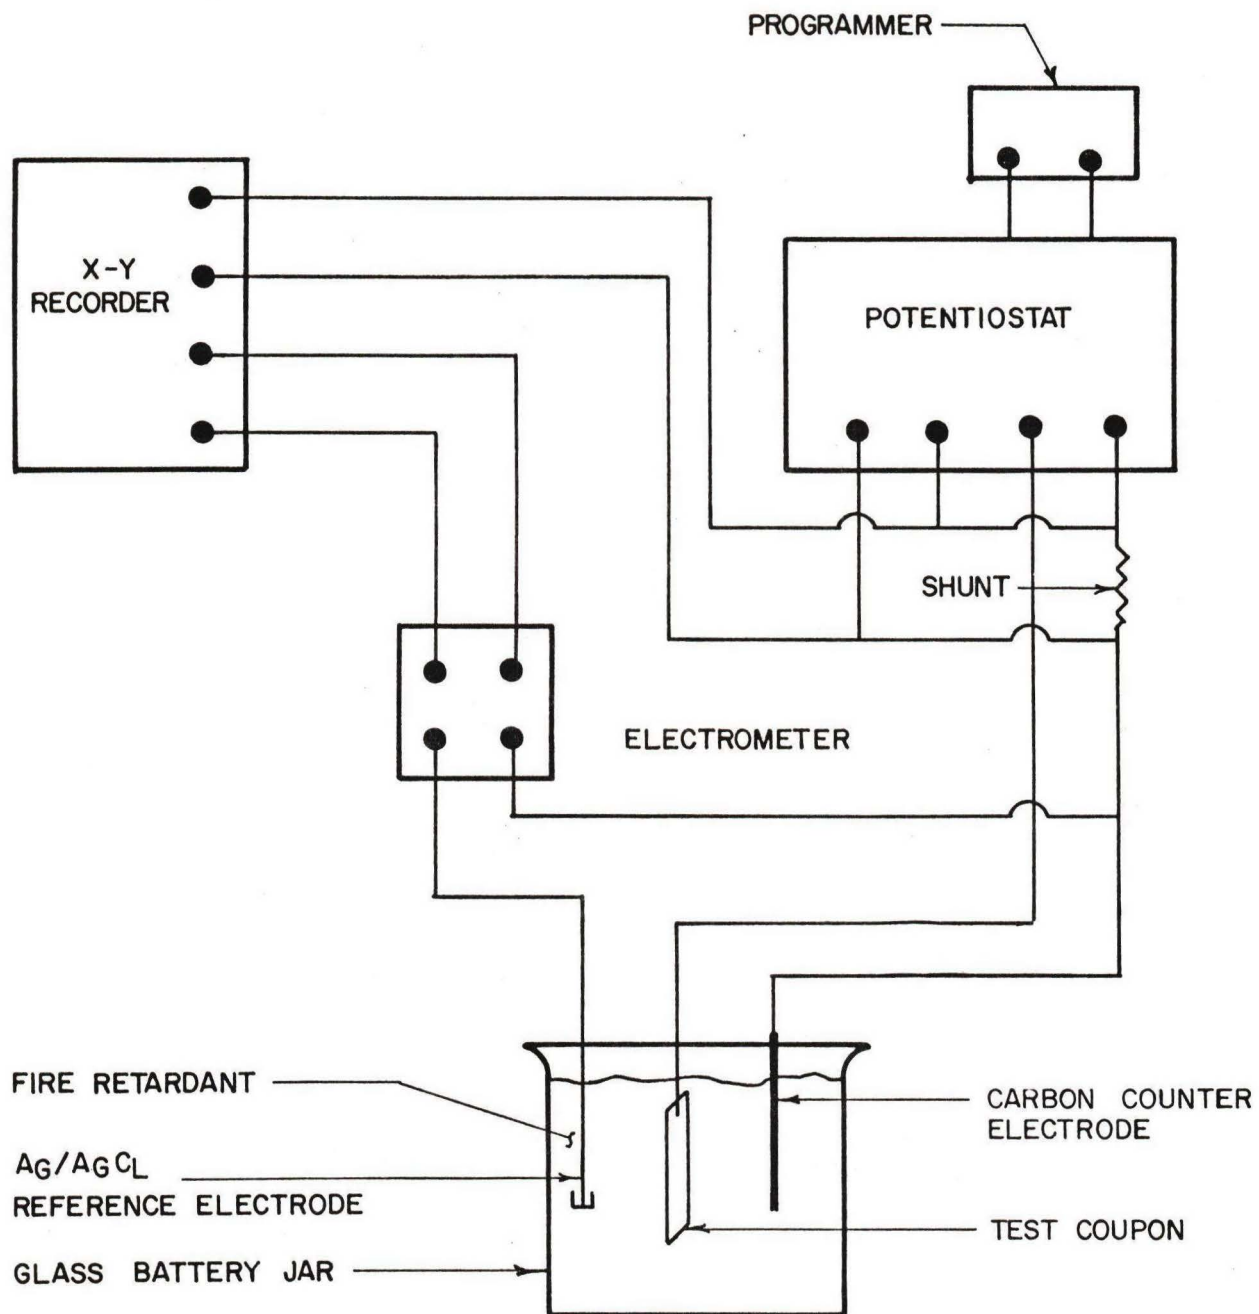 PROGRAMMER
X-Y
RECORDER
POTENTIOSTAT
SHUNT
ELECTROMETER
FIRE RETARDANT
AG/AGCL
REFERENCE ELECTRODE
GLASS BATTERY JAR
CARBON COUNTER
ELECTRODE
TEST COUPON